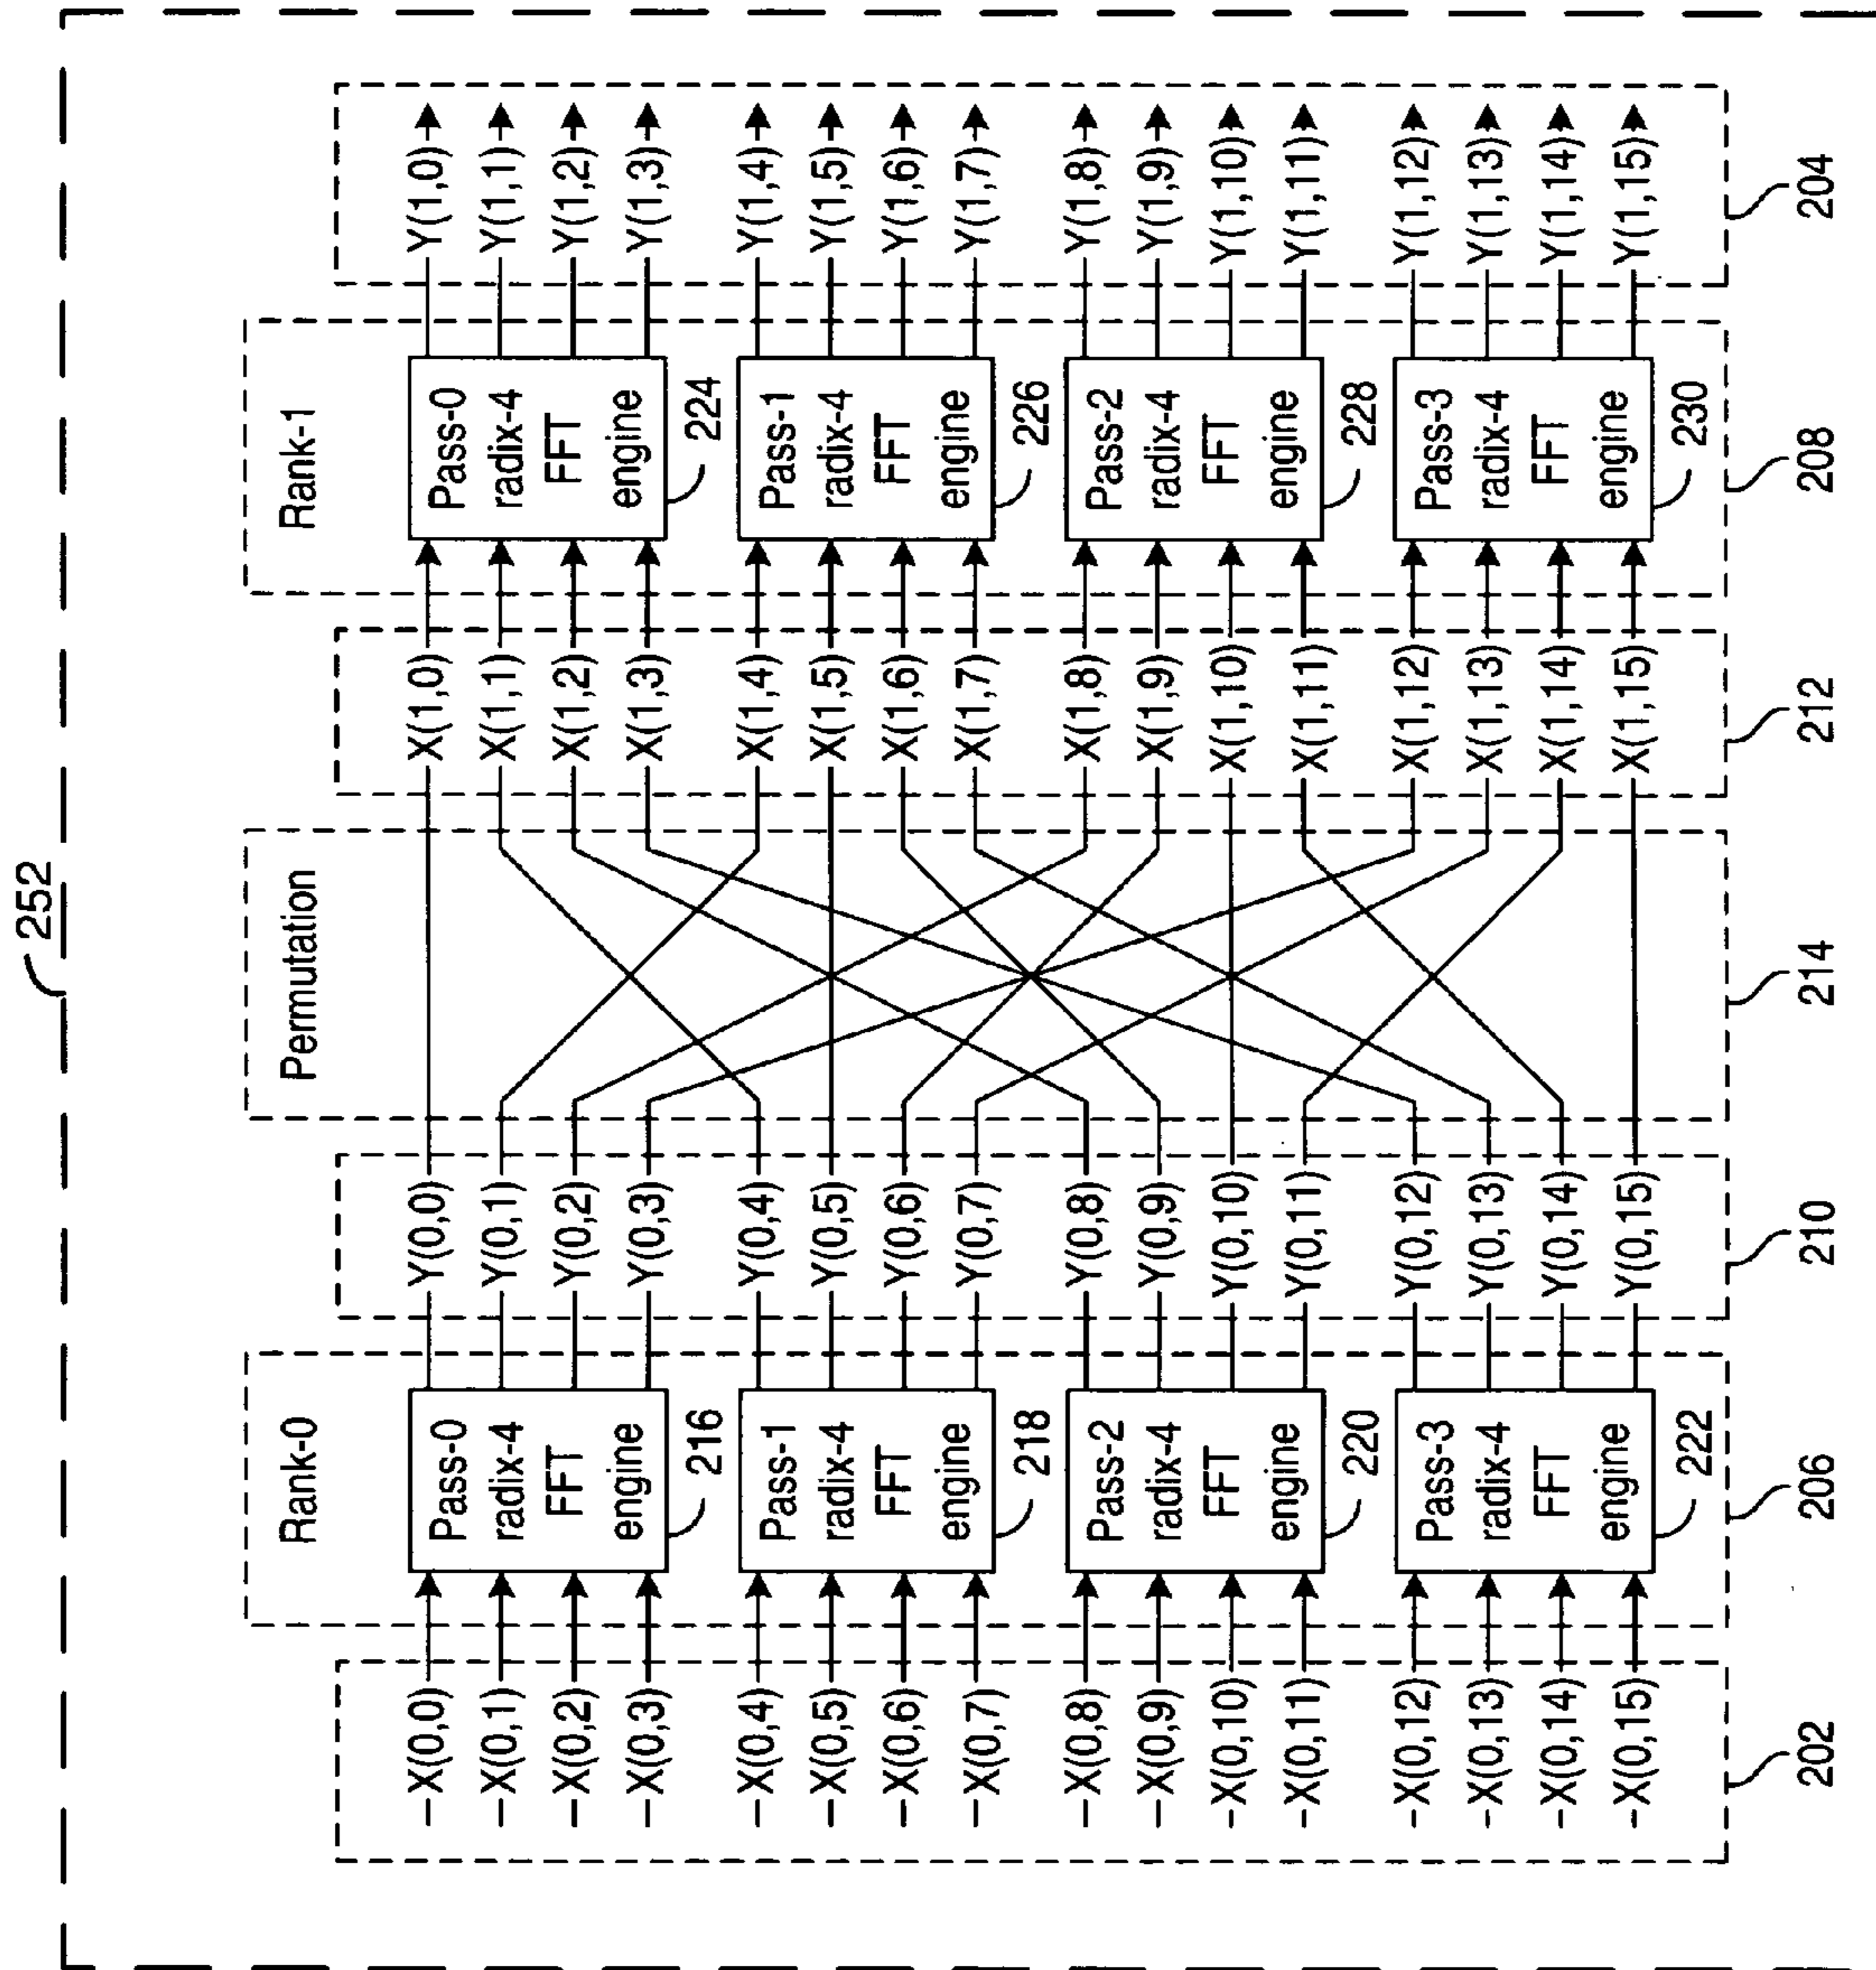 252
Rank-0
Permutation
Rank-1
X(0,0)
X(0,1)
X(0,2)
X(0,3)
X(0,4)
X(0,5)
X(0,6)
X(0,7)
X(0,8)
X(0,9)
X(0,10)
X(0,11)
X(0,12)
X(0,13)
X(0,14)
X(0,15)
Pass-0
radix-4
FFT
engine
216
Pass-1
radix-4
FFT
engine
218
Pass-2
radix-4
FFT
engine
220
Pass-3
radix-4
FFT
engine
222
Y(0,0)
Y(0,1)
Y(0,2)
Y(0,3)
Y(0,4)
Y(0,5)
Y(0,6)
Y(0,7)
Y(0,8)
Y(0,9)
Y(0,10)
Y(0,11)
Y(0,12)
Y(0,13)
Y(0,14)
Y(0,15)
X(1,0)
X(1,1)
X(1,2)
X(1,3)
X(1,4)
X(1,5)
X(1,6)
X(1,7)
X(1,8)
X(1,9)
X(1,10)
X(1,11)
X(1,12)
X(1,13)
X(1,14)
X(1,15)
Pass-0
radix-4
FFT
engine
224
Pass-1
radix-4
FFT
engine
226
Pass-2
radix-4
FFT
engine
228
Pass-3
radix-4
FFT
engine
230
Y(1,0)
Y(1,1)
Y(1,2)
Y(1,3)
Y(1,4)
Y(1,5)
Y(1,6)
Y(1,7)
Y(1,8)
Y(1,9)
Y(1,10)
Y(1,11)
Y(1,12)
Y(1,13)
Y(1,14)
Y(1,15)
202
206
210
214
212
208
204